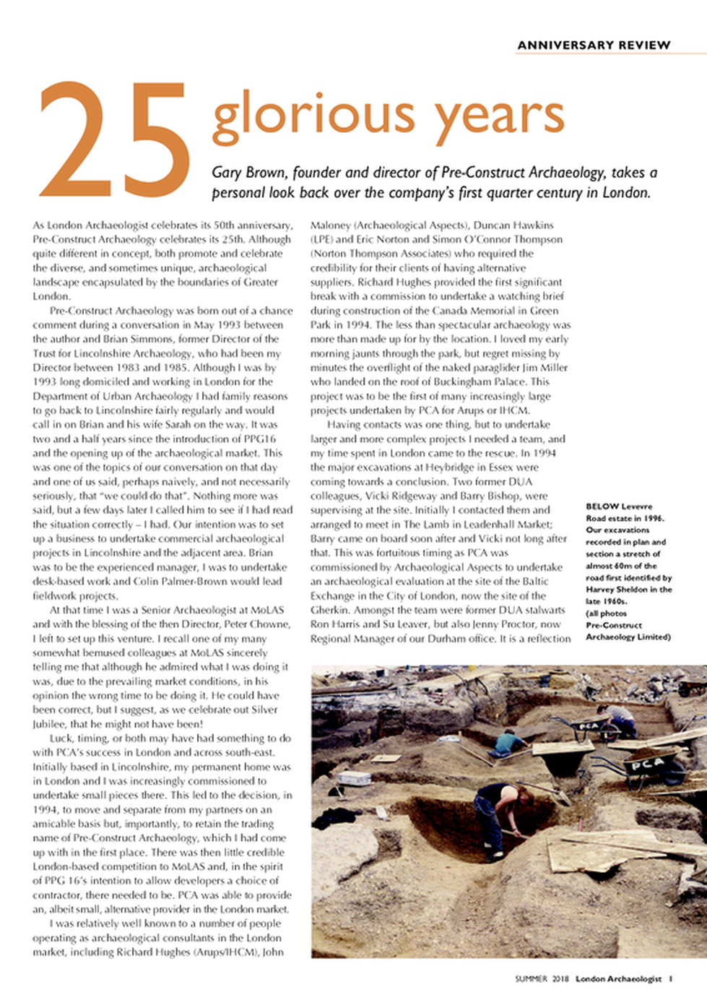 ANNIVERSARY REVIEW
25 glorious years
Gary Brown, founder and director of Pre-Construct Archaeology, takes a
personal look back over the company's first quarter century in London.
As London Archaeologist celebrates its 50th anniversary,
Pre-Construct Archaeology celebrates its 25th. Although
quite different in concept, both promote and celebrate
the diverse, and sometimes unique, archaeological
landscape encapsulated by the boundaries of Greater
London.
Pre-Construct Archaeology was born out of a chance
comment during a conversation in May 1993 between
the author and Brian Simmons, former Director of the
Trust for Lincolnshire Archaeology, who had been my
Director between 1983 and 1985. Although I was by
1993 long domiciled and working in London for the
Department of Urban Archaeology I had family reasons
to go back to Lincolnshire fairly regularly and would
call in on Brian and his wife Sarah on the way. It was
two and a half years since the introduction of PPG16
and the opening up of the archaeological market. This
was one of the topics of our conversation on that day
and one of us said, perhaps naively, and not necessarily
seriously, that "we could do that". Nothing more was
said, but a few days later I called him to see if I had read
the situation correctly – I had. Our intention was to set
up a business to undertake commercial archaeological
projects in Lincolnshire and the adjacent area. Brian
was to be the experienced manager, I was to undertake
desk-based work and Colin Palmer-Brown would lead
fieldwork projects.
At that time I was a Senior Archaeologist at MoLAS
and with the blessing of the then Director, Peter Chowne,
I left to set up this venture. I recall one of my many
somewhat bemused colleagues at MoLAS sincerely
telling me that although he admired what I was doing it
was, due to the prevailing market conditions, in his
opinion the wrong time to be doing it. He could have
been correct, but I suggest, as we celebrate out Silver
Jubilee, that he might not have been!
Luck, timing, or both may have had something to do
with PCA's success in London and across south-east.
Initially based in Lincolnshire, my permanent home was
in London and I was increasingly commissioned to
undertake small pieces there. This led to the decision, in
1994, to move and separate from my partners on an
amicable basis but, importantly, to retain the trading
name of Pre-Construct Archaeology, which I had come
up with in the first place. There was then little credible
London-based competition to MoLAS and, in the spirit
of PPG 16's intention to allow developers a choice of
contractor, there needed to be. PCA was able to provide
an, albeit small, alternative provider in the London market.
I was relatively well known to a number of people
operating as archaeological consultants in the London
market, including Richard Hughes (Arups/IHCM), John
Maloney (Archaeological Aspects), Duncan Hawkins
(LPE) and Eric Norton and Simon O'Connor Thompson
(Norton Thompson Associates) who required the
credibility for their clients of having alternative
suppliers. Richard Hughes provided the first significant
break with a commission to undertake a watching brief
during construction of the Canada Memorial in Green
Park in 1994. The less than spectacular archaeology was
more than made up for by the location. I loved my early
morning jaunts through the park, but regret missing by
minutes the overflight of the naked paraglider Jim Miller
who landed on the roof of Buckingham Palace. This
project was to be the first of many increasingly large
projects undertaken by PCA for Arups or IHCM.
Having contacts was one thing, but to undertake
larger and more complex projects I needed a team, and
my time spent in London came to the rescue. In 1994
the major excavations at Heybridge in Essex were
coming towards a conclusion. Two former DUA
colleagues, Vicki Ridgeway and Barry Bishop, were
supervising at the site. Initially I contacted them and
arranged to meet in The Lamb in Leadenhall Market;
Barry came on board soon after and Vicki not long after
that. This was fortuitous timing as PCA was
commissioned by Archaeological Aspects to undertake
an archaeological evaluation at the site of the Baltic
Exchange in the City of London, now the site of the
Gherkin. Amongst the team were former DUA stalwarts
Ron Harris and Su Leaver, but also Jenny Proctor, now
Regional Manager of our Durham office. It is a reflection
BELOW Levevre
Road estate in 1996.
Our excavations
recorded in plan and
section a stretch of
almost 60m of the
road first identified by
Harvey Sheldon in the
late 1960s.
(all photos
Pre-Construct
Archaeology Limited)
PCA
PCA
SUMMER 2018 London Archaeologist 1